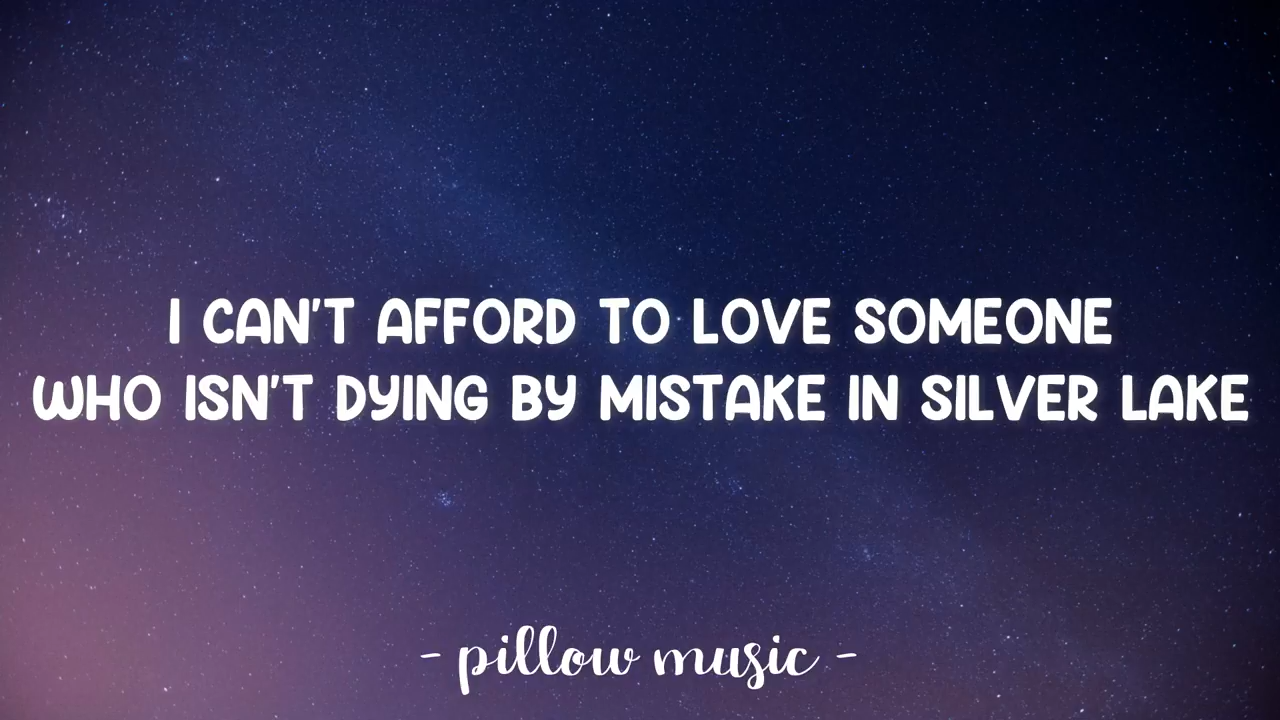 I CAN'T AFFORD TO LOVE SOMEONE
WHO ISN'T DYING BY MISTAKE IN SILVER LAKE
- pillow music -